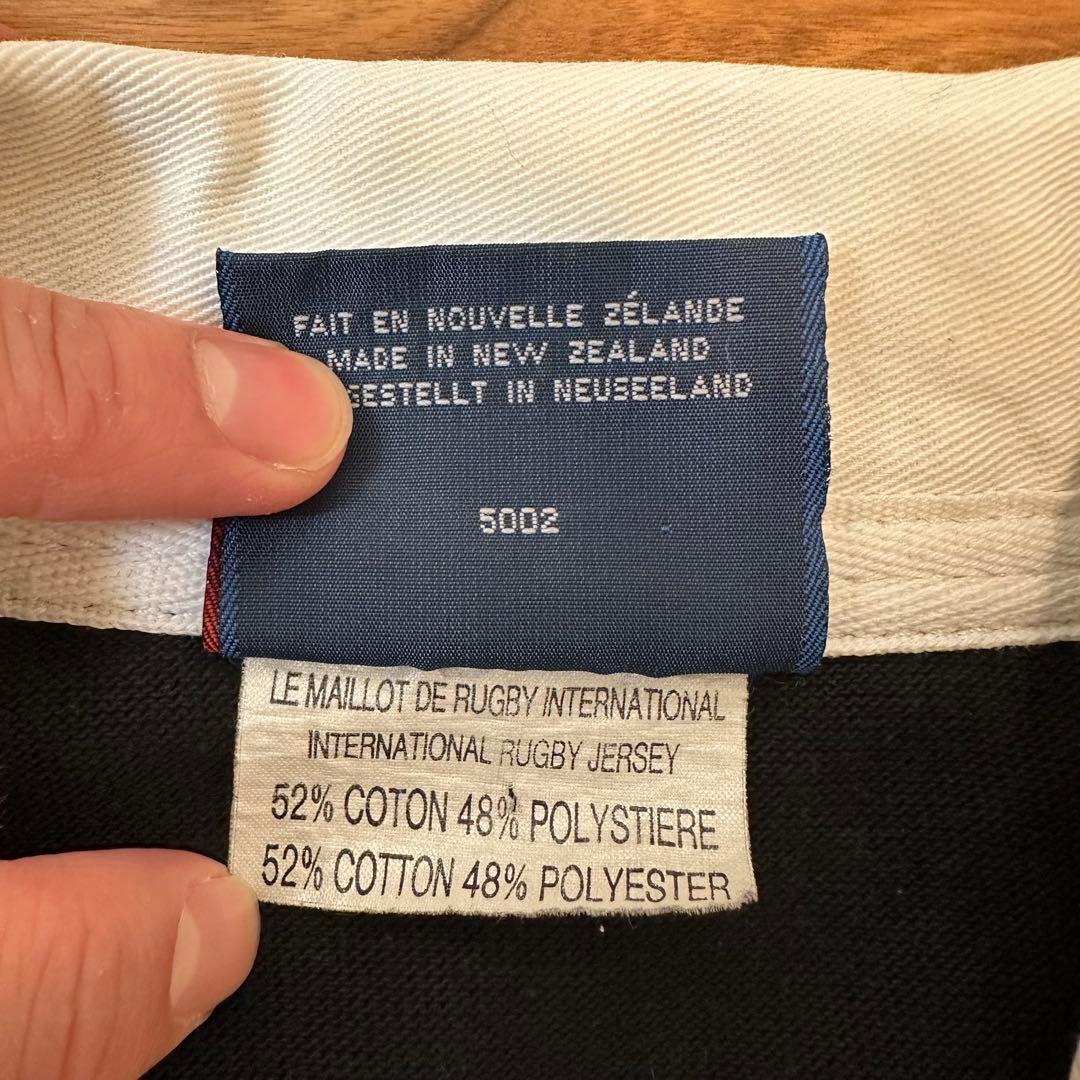 FAIT EN NOUVELLE ZÉLANDE
MADE IN NEW ZEALAND
GESTELLT IN NEUSEELAND
5002
LE MAILLOT DE RUGBY INTERNATIONAL
INTERNATIONAL RUGBY JERSEY
52% COTON 48% POLYSTIERE
52% COTTON 48% POLYESTER